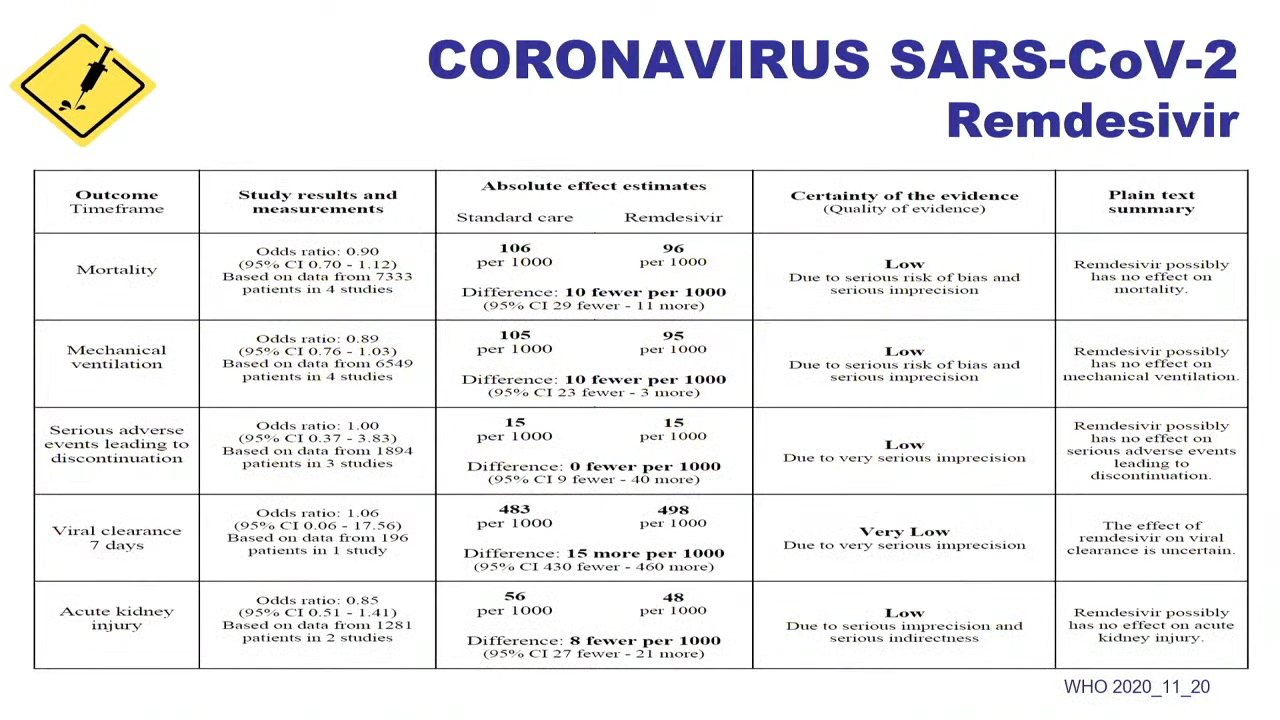 CORONAVIRUS SARS-CoV-2
Remdesivir
Outcome
Timeframe
Study results and
measurements
Absolute effect estimates
Standard care
Remdesivir
Certainty of the evidence
(Quality of evidence)
Plain text
summary
Mortality
Odds ratio: 0.90
(95% CI 0.70 - 1.12)
Based on data from 7333
patients in 4 studies
106
per 1000
96
per 1000
Difference: 10 fewer per 1000
(95% CI 29 fewer - 11 more)
Low
Due to serious risk of bias and
serious imprecision
Remdesivir possibly
has no effect on
mortality.
Mechanical
ventilation
Odds ratio: 0.89
(95% CI 0.76 - 1.03)
Based on data from 6549
patients in 4 studies
105
per 1000
95
per 1000
Difference: 10 fewer per 1000
(95% CI 23 fewer - 3 more)
Low
Due to serious risk of bias and
serious imprecision
Remdesivir possibly
has no effect on
mechanical ventilation.
Serious adverse
events leading to
discontinuation
Odds ratio: 1.00
(95% CI 0.37 - 3.83)
Based on data from 1894
patients in 3 studies
15
per 1000
15
per 1000
Difference: 0 fewer per 1000
(95% CI 9 fewer - 40 more)
Low
Due to very serious imprecision
Remdesivir possibly
has no effect on
serious adverse events
leading to
discontinuation.
Viral clearance
7 days
Odds ratio: 1.06
(95% CI 0.06 - 17.56)
Based on data from 196
patients in 1 study
483
per 1000
498
per 1000
Difference: 15 more per 1000
(95% CI 430 fewer - 460 more)
Very Low
Due to very serious imprecision
The effect of
remdesivir on viral
clearance is uncertain.
Acute kidney
injury
Odds ratio: 0.85
(95% CI 0.51 - 1.41)
Based on data from 1281
patients in 2 studies
56
per 1000
48
per 1000
Difference: 8 fewer per 1000
(95% CI 27 fewer - 21 more)
Low
Due to serious imprecision and
serious indirectness
Remdesivir possibly
has no effect on acute
kidney injury.
WHO 2020_11_20